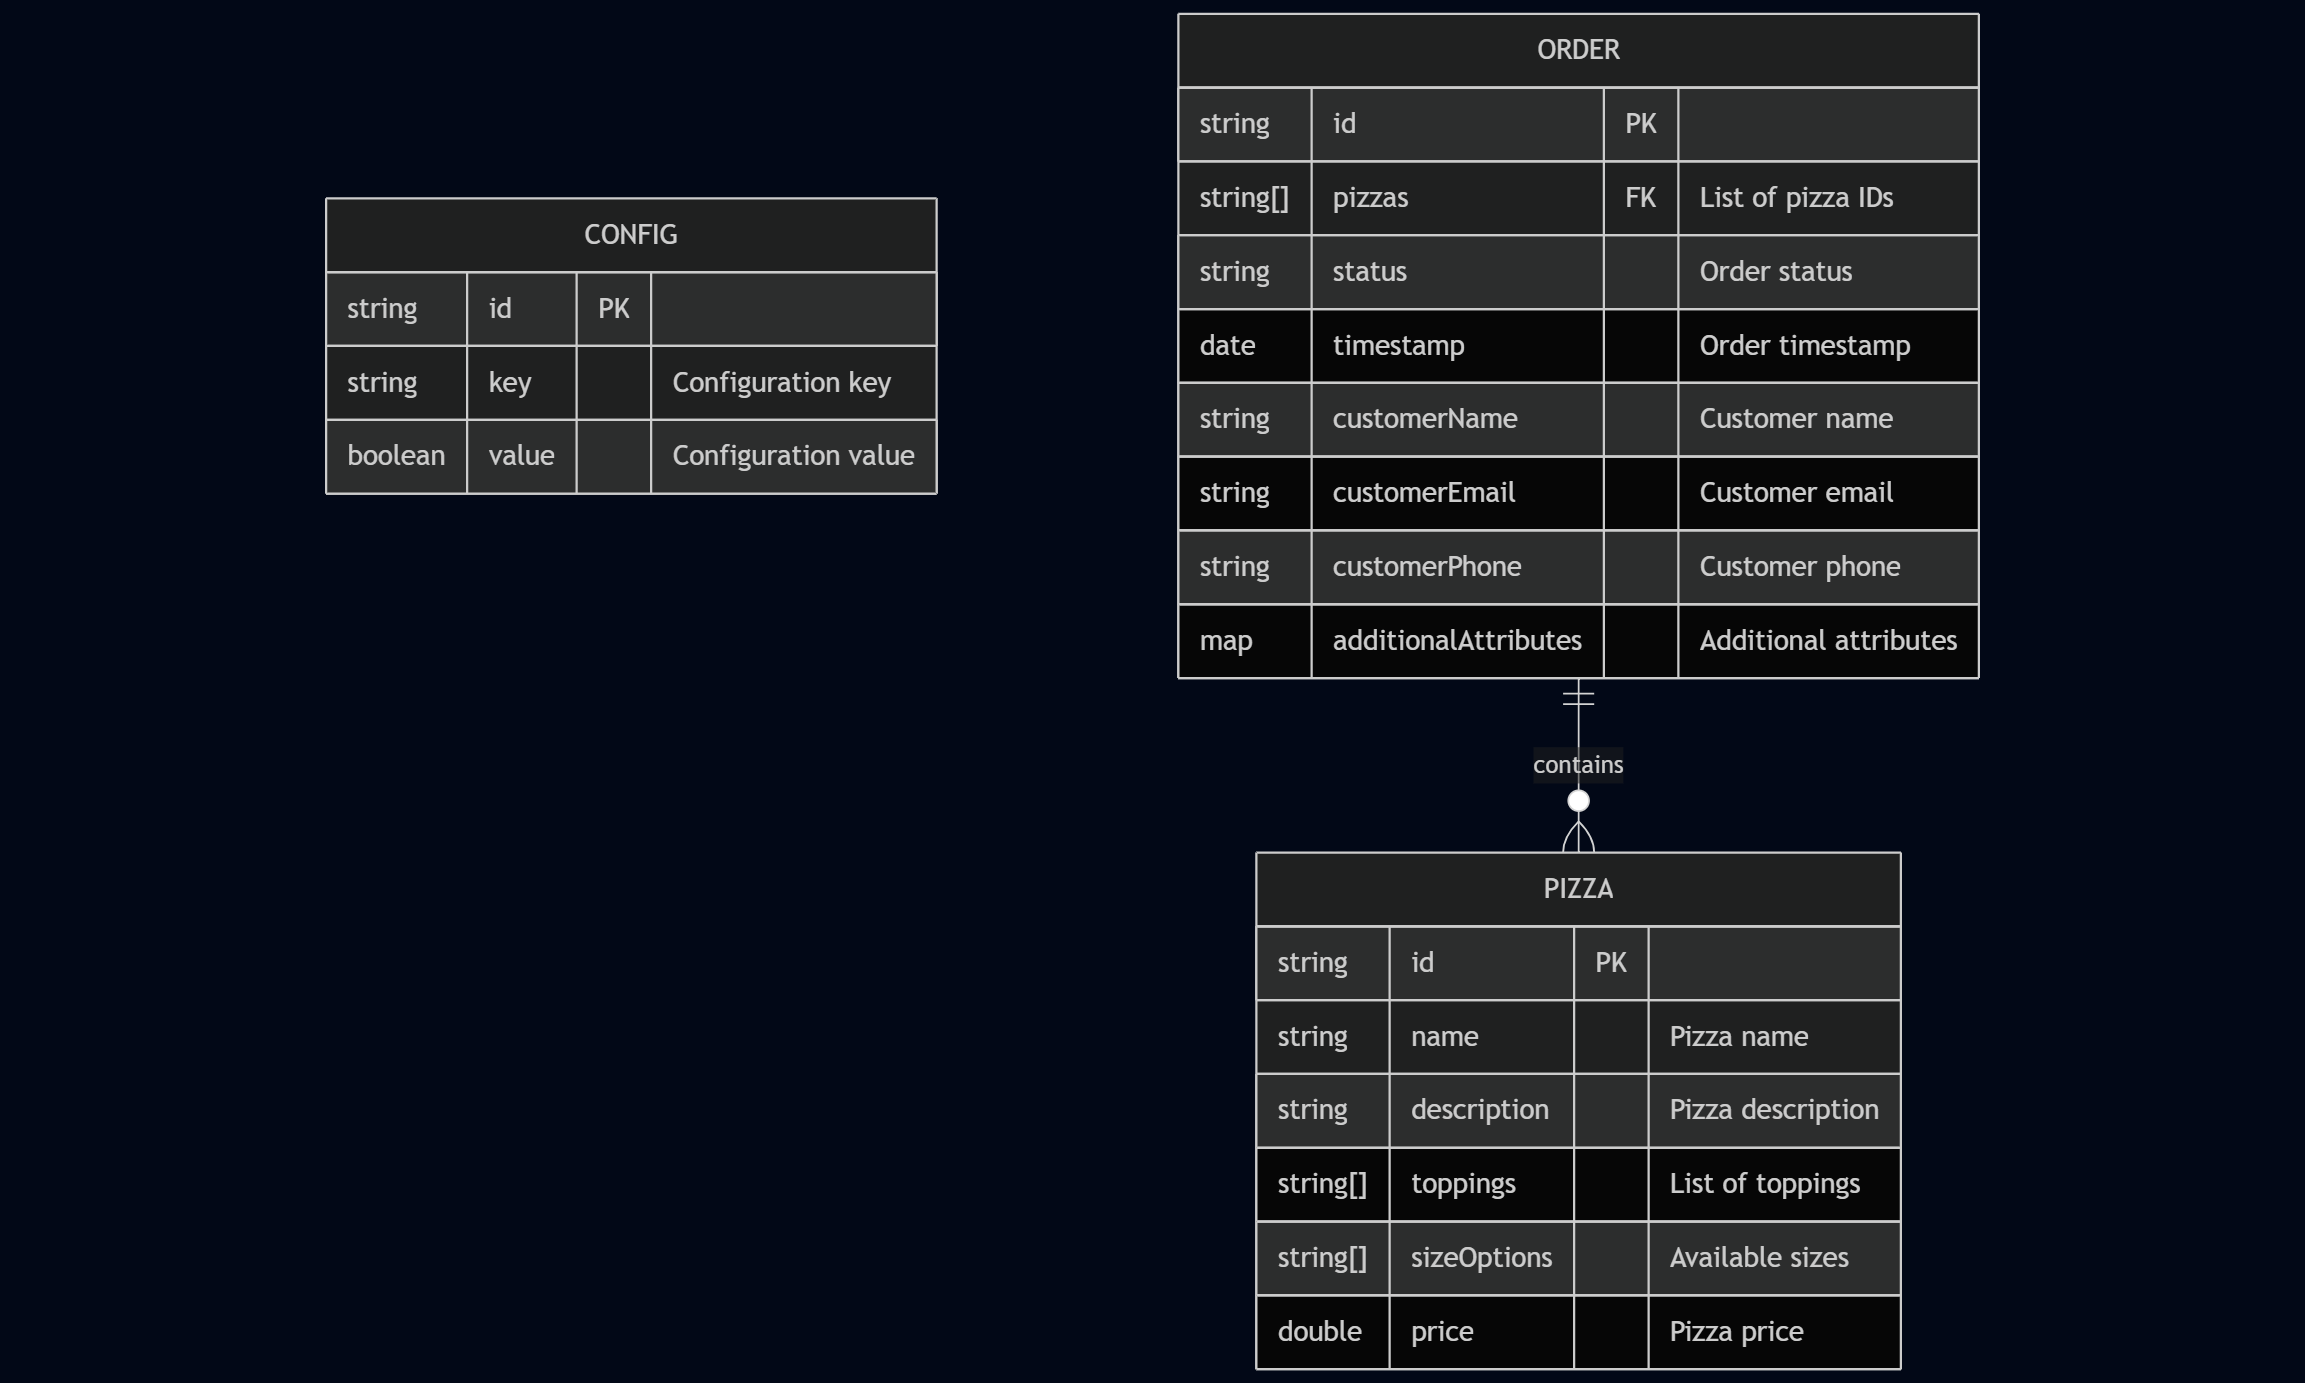 CONFIG
string id PK
string key Configuration key
boolean value Configuration value
ORDER
string id PK
string[] pizzas FK List of pizza IDs
string status Order status
date timestamp Order timestamp
string customerName Customer name
string customerEmail Customer email
string customerPhone Customer phone
map additionalAttributes Additional attributes
contains
PIZZA
string id PK
string name Pizza name
string description Pizza description
string[] toppings List of toppings
string[] sizeOptions Available sizes
double price Pizza price